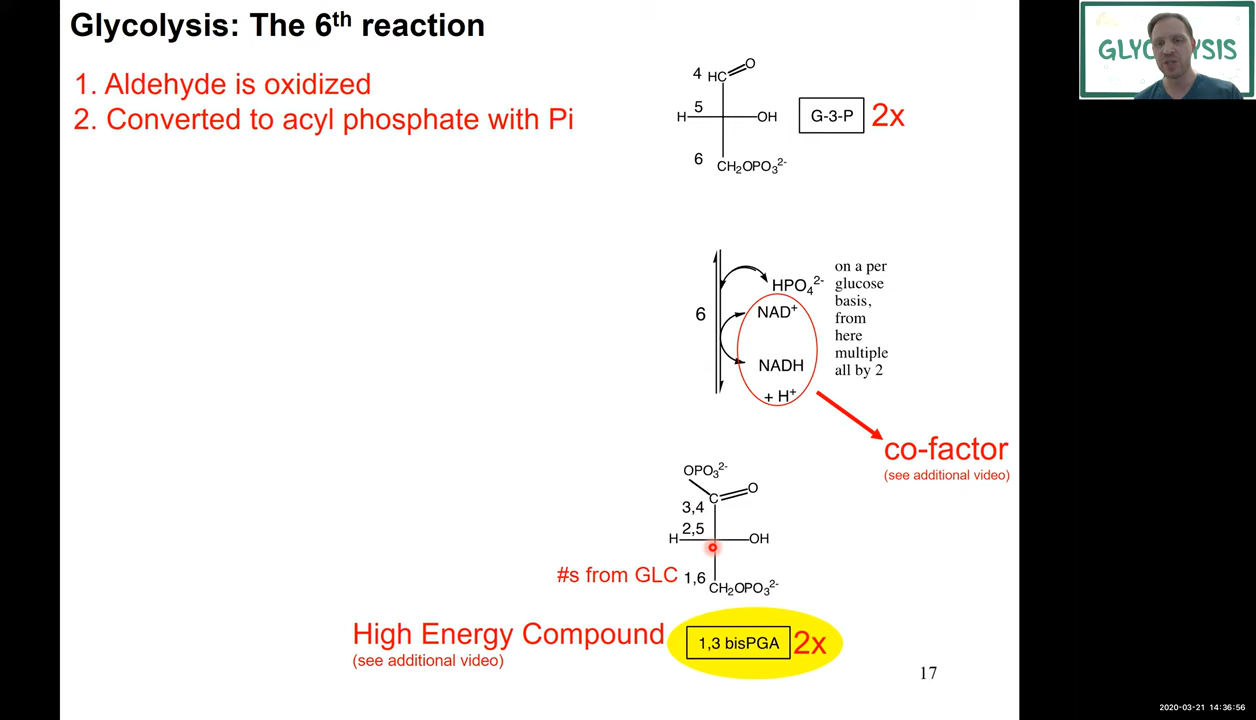 Glycolysis: The 6th reaction
1. Aldehyde is oxidized
2. Converted to acyl phosphate with Pi
4 HC O
5
H OH
6
CH2OPO3 2-
G-3-P 2x
HPO4 2-
6
NAD+
NADH
+ H+
on a per
glucose
basis,
from
here
multiple
all by 2
co-factor
(see additional video)
OPO3 2-
C O
3,4
2,5
H OH
#s from GLC 1,6
CH2OPO3 2-
High Energy Compound
(see additional video)
1,3 bisPGA 2x
17
GLYC YSIS
2020-03-21 14:36:56